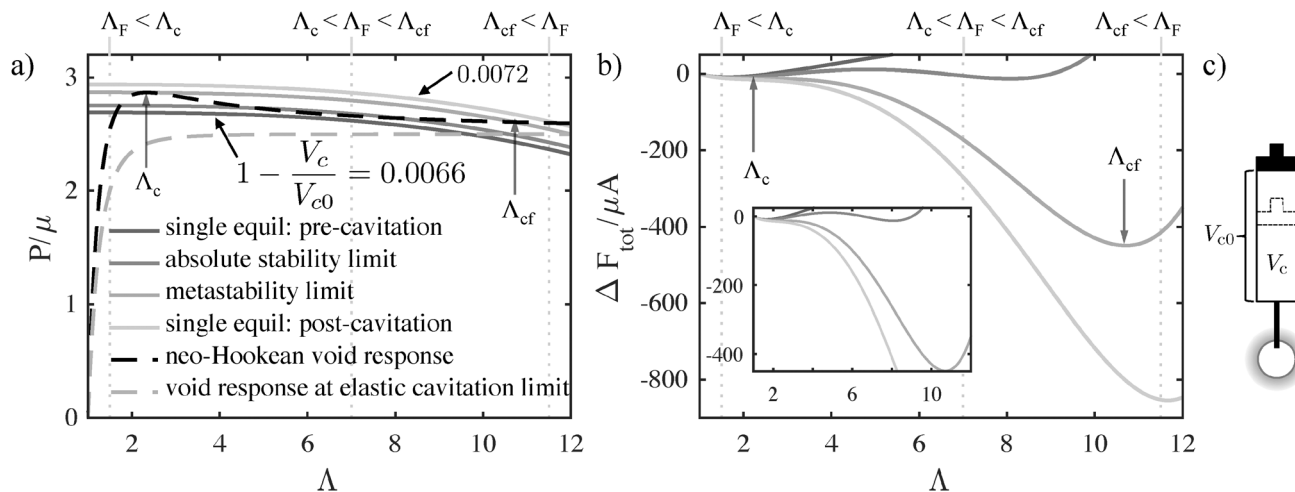 Λ_F < Λ_c
Λ_c < Λ_F < Λ_cf
Λ_cf < Λ_F
a)
3
2
1
0
P/μ
0.0072
Λ_c
1 − V_c/V_c0 = 0.0066
Λ_cf
single equil: pre-cavitation
absolute stability limit
metastability limit
single equil: post-cavitation
neo-Hookean void response
void response at elastic cavitation limit
2 4 6 8 10 12
Λ
Λ_F < Λ_c
Λ_c < Λ_F < Λ_cf
Λ_cf < Λ_F
b)
0
-200
-400
-600
-800
Δ F_tot/μA
Λ_c
Λ_cf
0
-200
-400
2 6 10
2 4 6 8 10 12
Λ
c)
V_c0
V_c